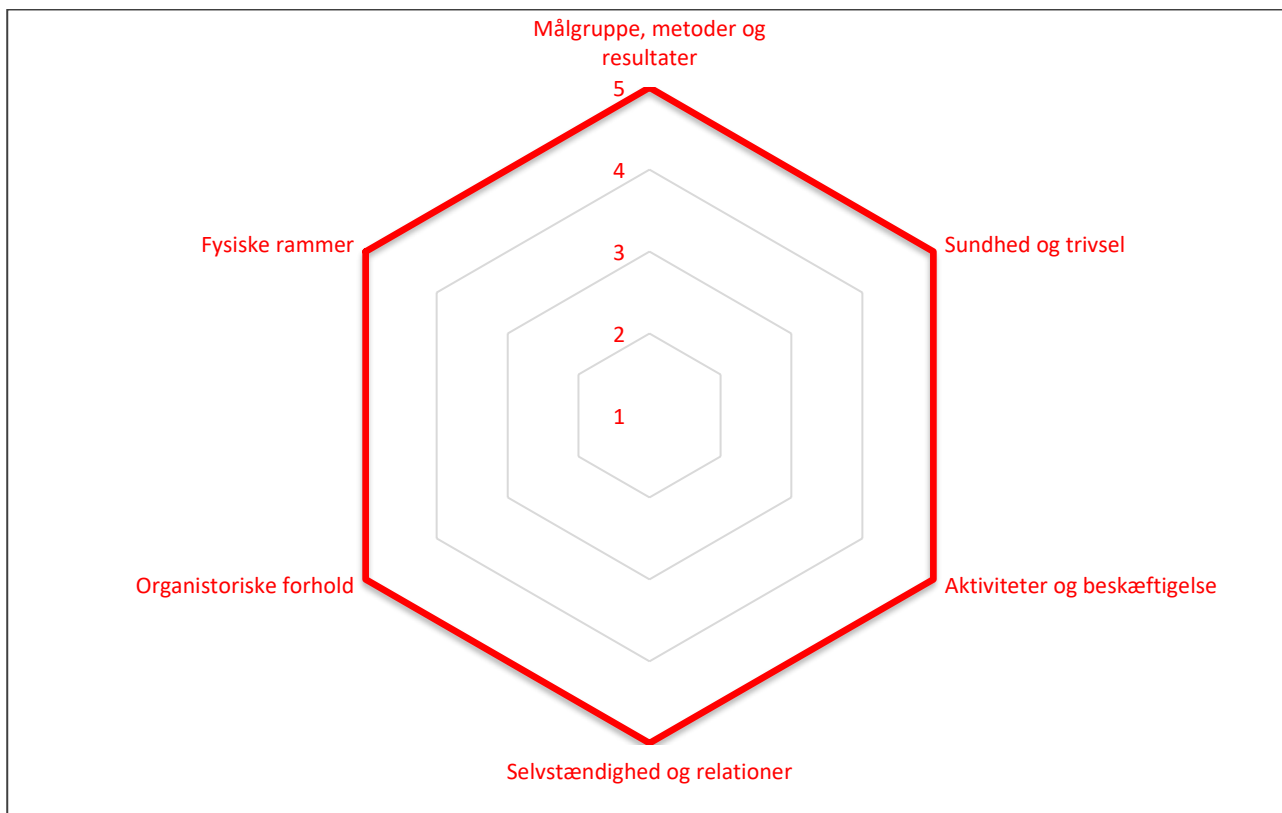 Målgruppe, metoder og
resultater
5
4
Fysiske rammer
3
Sundhed og trivsel
2
1
Organistoriske forhold
Aktiviteter og beskæftigelse
Selvstændighed og relationer